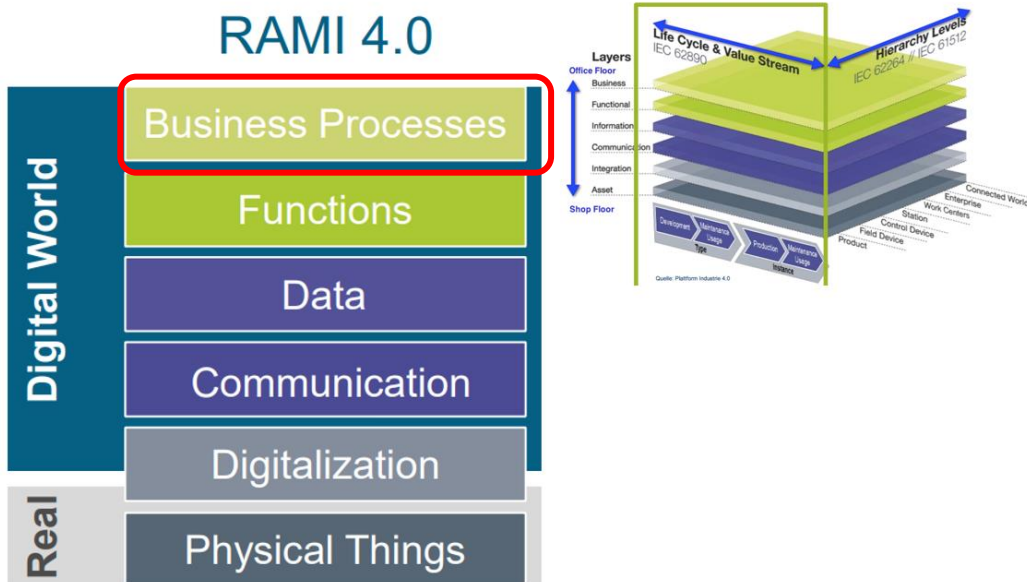 RAMI 4.0
Digital World
Business Processes
Functions
Data
Communication
Digitalization
Real
Physical Things
Life Cycle & Value Stream
IEC 62890
Hierarchy Levels
IEC 62264 // IEC 61512
Layers
Office Floor
Business
Functional
Information
Communication
Integration
Asset
Shop Floor
Connected World
Enterprise
Work Centers
Station
Control Device
Field Device
Product
Development
Maintenance
Usage
Type
Production
Maintenance
Usage
Instance
Quelle: Plattform Industrie 4.0